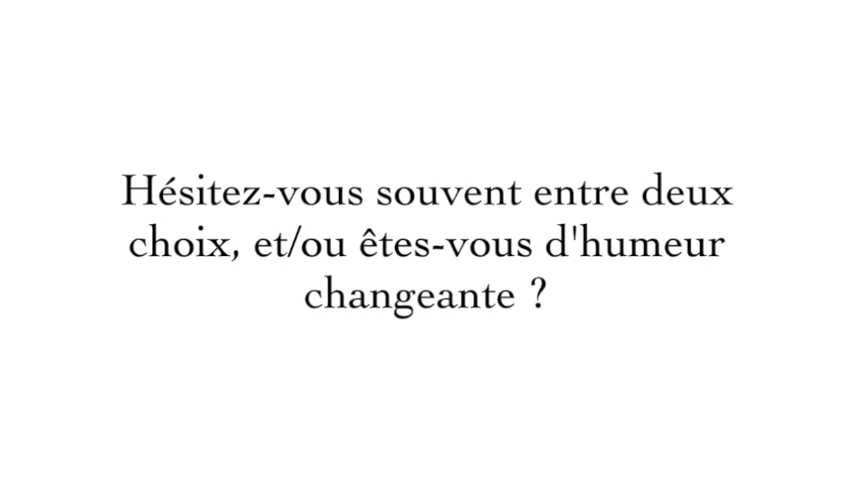 Hésitez-vous souvent entre deux
choix, et/ou êtes-vous d'humeur
changeante ?